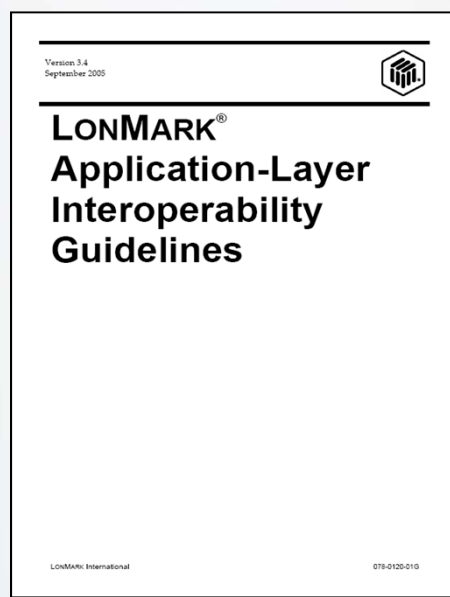 Version 3.4
September 2005
LONMARK®
Application-Layer
Interoperability
Guidelines
LONMARK International
078-0120-01G